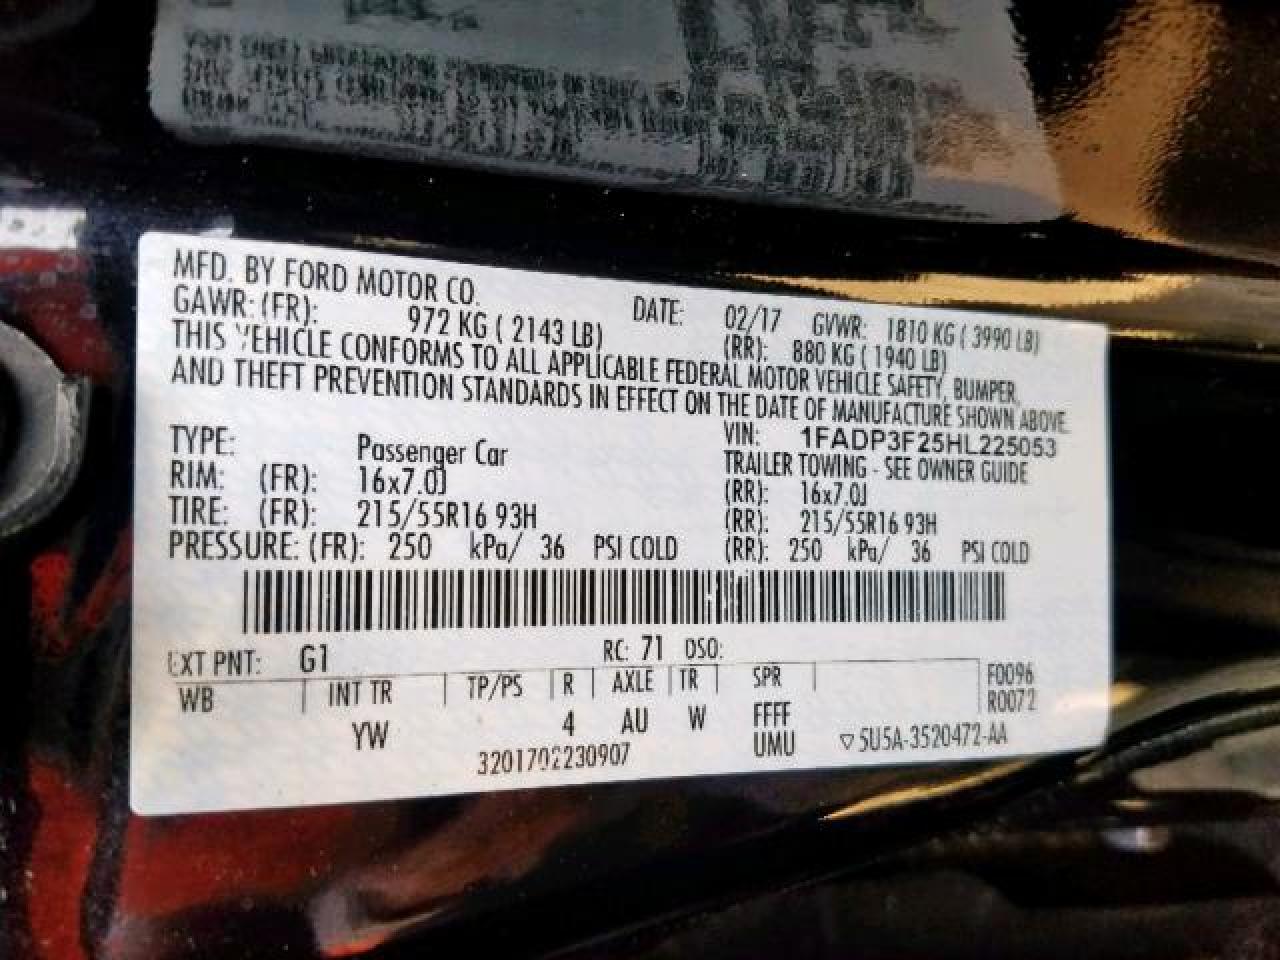 MFD. BY FORD MOTOR CO.
DATE: 02/17 GVWR: 1810 KG ( 3990 LB)
GAWR: (FR): 972 KG ( 2143 LB) (RR): 880 KG ( 1940 LB)
THIS VEHICLE CONFORMS TO ALL APPLICABLE FEDERAL MOTOR VEHICLE SAFETY, BUMPER,
AND THEFT PREVENTION STANDARDS IN EFFECT ON THE DATE OF MANUFACTURE SHOWN ABOVE.
VIN: 1FADP3F25HL225053
TYPE: Passenger Car TRAILER TOWING - SEE OWNER GUIDE
RIM: (FR): 16x7.0J (RR): 16x7.0J
TIRE: (FR): 215/55R16 93H (RR): 215/55R16 93H
PRESSURE: (FR): 250 kPa/ 36 PSI COLD (RR): 250 kPa/ 36 PSI COLD
EXT PNT: G1 RC: 71 DSO:
WB INT TR TP/PS R AXLE TR SPR F0096
R0072
YW 4 AU W FFFF
3201702230907 UMU ▽5U5A-3520472-AA